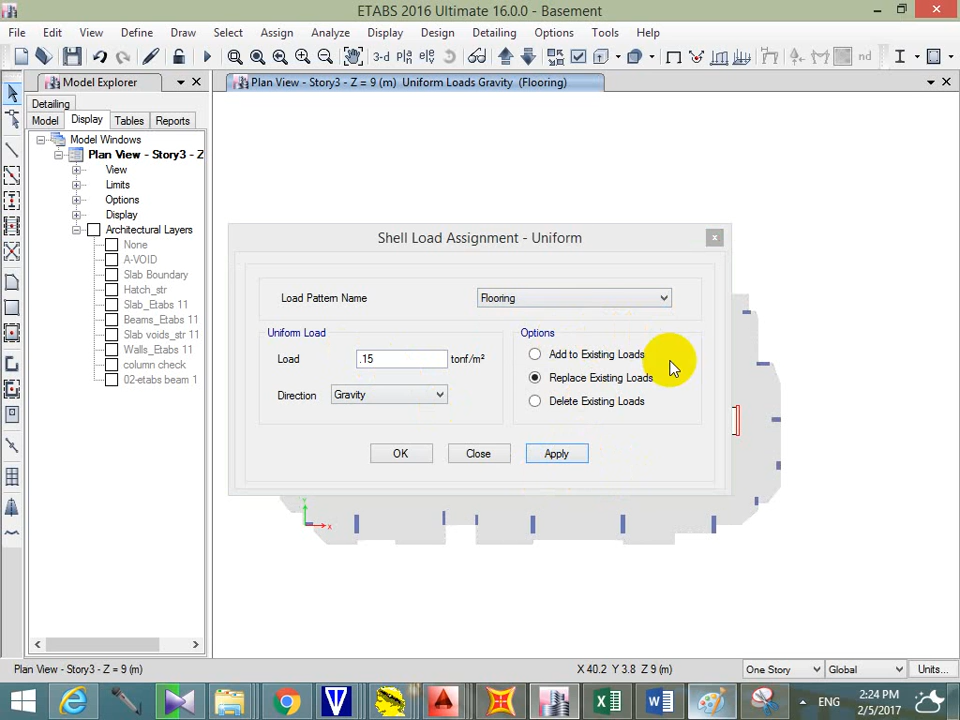 ETABS 2016 Ultimate 16.0.0 - Basement
File Edit View Define Draw Select Assign Analyze Display Design Detailing Options Tools Help
3-d
nd
Model Explorer
Plan View - Story3 - Z = 9 (m) Uniform Loads Gravity (Flooring)
Detailing
Model Display Tables Reports
Model Windows
Plan View - Story3 - Z
View
Limits
Options
Display
Architectural Layers
None
A-VOID
Slab Boundary
Hatch_str
Slab_Etabs 11
Beams_Etabs 11
Slab voids_str 11
Walls_Etabs 11
column check
02-etabs beam 1
Shell Load Assignment - Uniform
Load Pattern Name
Flooring
Uniform Load
Load
.15
tonf/m²
Direction
Gravity
Options
Add to Existing Loads
Replace Existing Loads
Delete Existing Loads
OK
Close
Apply
Y
X
Plan View - Story3 - Z = 9 (m)
X 40.2 Y 3.8 Z 9 (m)
One Story
Global
Units...
ENG
2:24 PM
2/5/2017